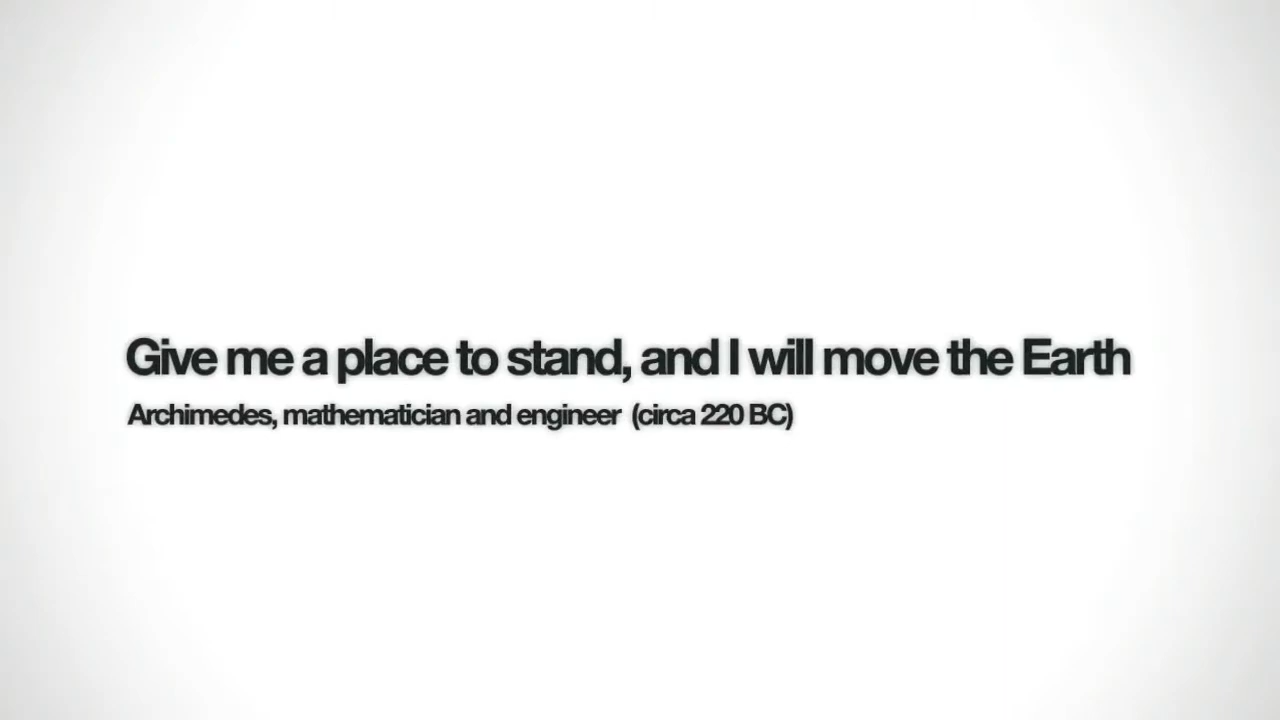 Give me a place to stand, and I will move the Earth
Archimedes, mathematician and engineer (circa 220 BC)